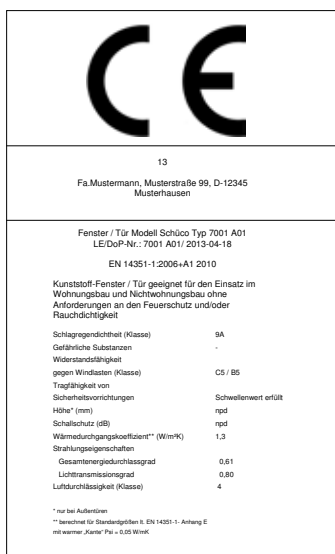 CE
13
Fa.Mustermann, Musterstraße 99, D-12345
Musterhausen
Fenster / Tür Modell Schüco Typ 7001 A01
LE/DoP-Nr.: 7001 A01/ 2013-04-18
EN 14351-1:2006+A1 2010
Kunststoff-Fenster / Tür geeignet für den Einsatz im
Wohnungsbau und Nichtwohnungsbau ohne
Anforderungen an den Feuerschutz und/oder
Rauchdichtigkeit
Schlagregendichtheit (Klasse) 9A
Gefährliche Substanzen -
Widerstandsfähigkeit
gegen Windlasten (Klasse) C5 / B5
Tragfähigkeit von
Sicherheitsvorrichtungen Schwellenwert erfüllt
Höhe* (mm) npd
Schallschutz (dB) npd
Wärmedurchgangskoeffizient** (W/m²K) 1,3
Strahlungseigenschaften
Gesamtenergiedurchlassgrad 0,61
Lichttransmissionsgrad 0,80
Luftdurchlässigkeit (Klasse) 4
* nur bei Außentüren
** berechnet für Standardgrößen lt. EN 14351-1- Anhang E
mit warmer „Kante" Psi = 0,05 W/mK